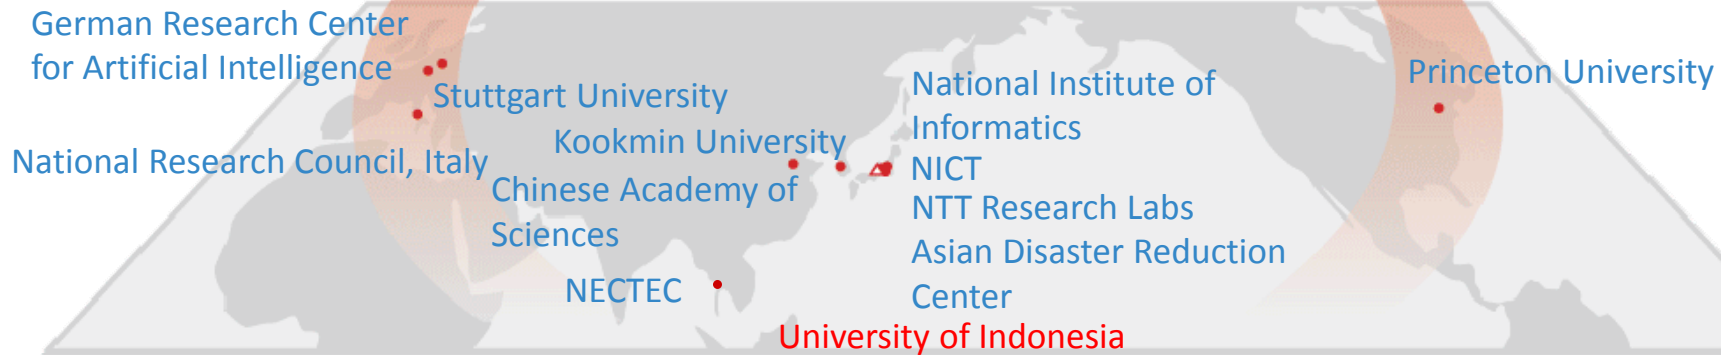 German Research Center
for Artificial Intelligence
Stuttgart University
National Research Council, Italy
Kookmin University
Chinese Academy of
Sciences
NECTEC
National Institute of
Informatics
NICT
NTT Research Labs
Asian Disaster Reduction
Center
University of Indonesia
Princeton University